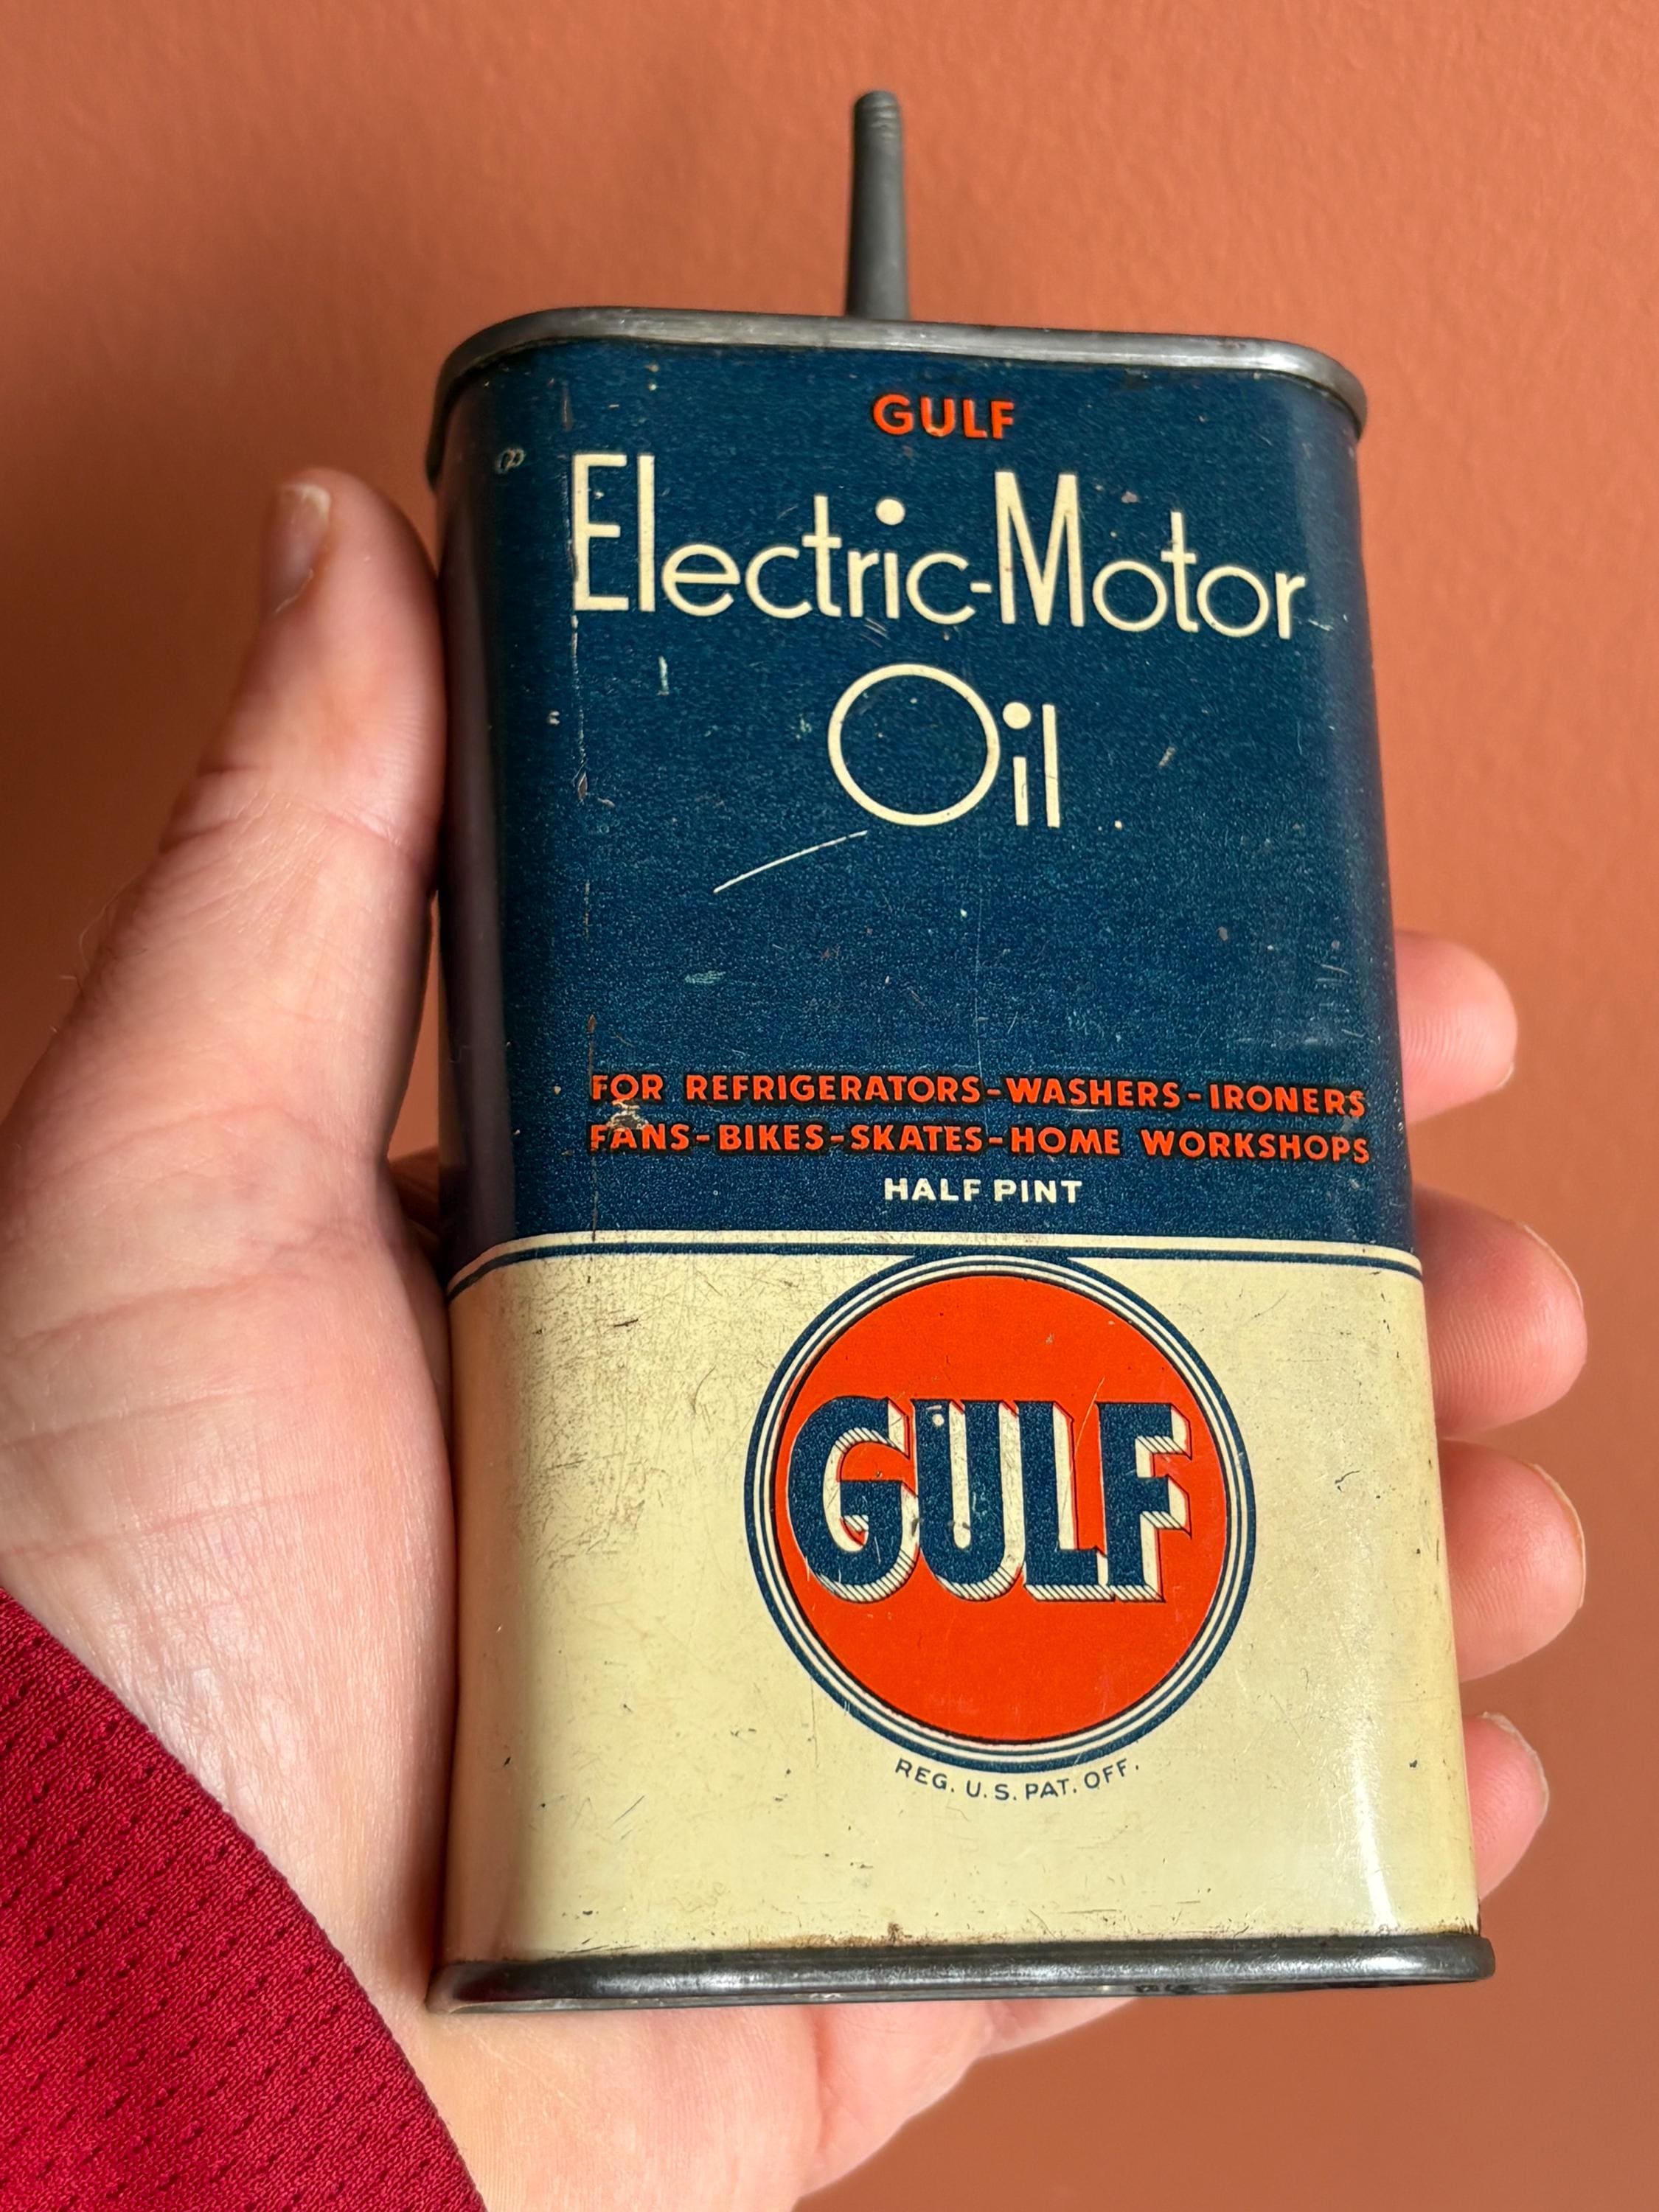 GULF
Electric-Motor
Oil
FOR REFRIGERATORS-WASHERS-IRONERS
FANS-BIKES-SKATES-HOME WORKSHOPS
HALF PINT
GULF
REG. U.S. PAT. OFF.